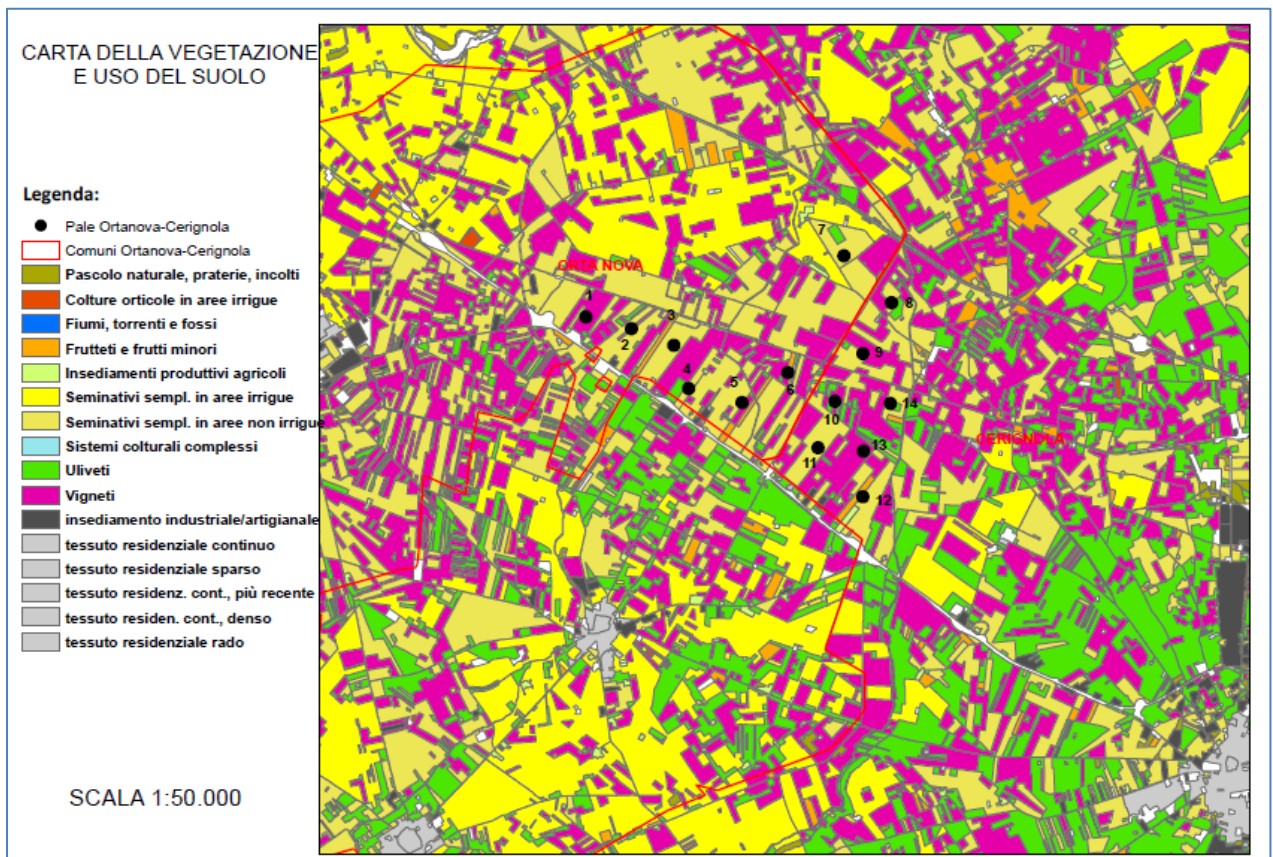 CARTA DELLA VEGETAZIONE
E USO DEL SUOLO
Legenda:
Pale Ortanova-Cerignola
Comuni Ortanova-Cerignola
Pascolo naturale, praterie, incolti
Colture orticole in aree irrigue
Fiumi, torrenti e fossi
Frutteti e frutti minori
Insediamenti produttivi agricoli
Seminativi sempl. in aree irrigue
Seminativi sempl. in aree non irrigue
Sistemi colturali complessi
Uliveti
Vigneti
insediamento industriale/artigianale
tessuto residenziale continuo
tessuto residenziale sparso
tessuto residenz. cont., più recente
tessuto residen. cont., denso
tessuto residenziale rado
SCALA 1:50.000
7
ORTA NOVA
1
8
3
2
9
4
5
6
10
14
CERIGNOLA
11
13
12